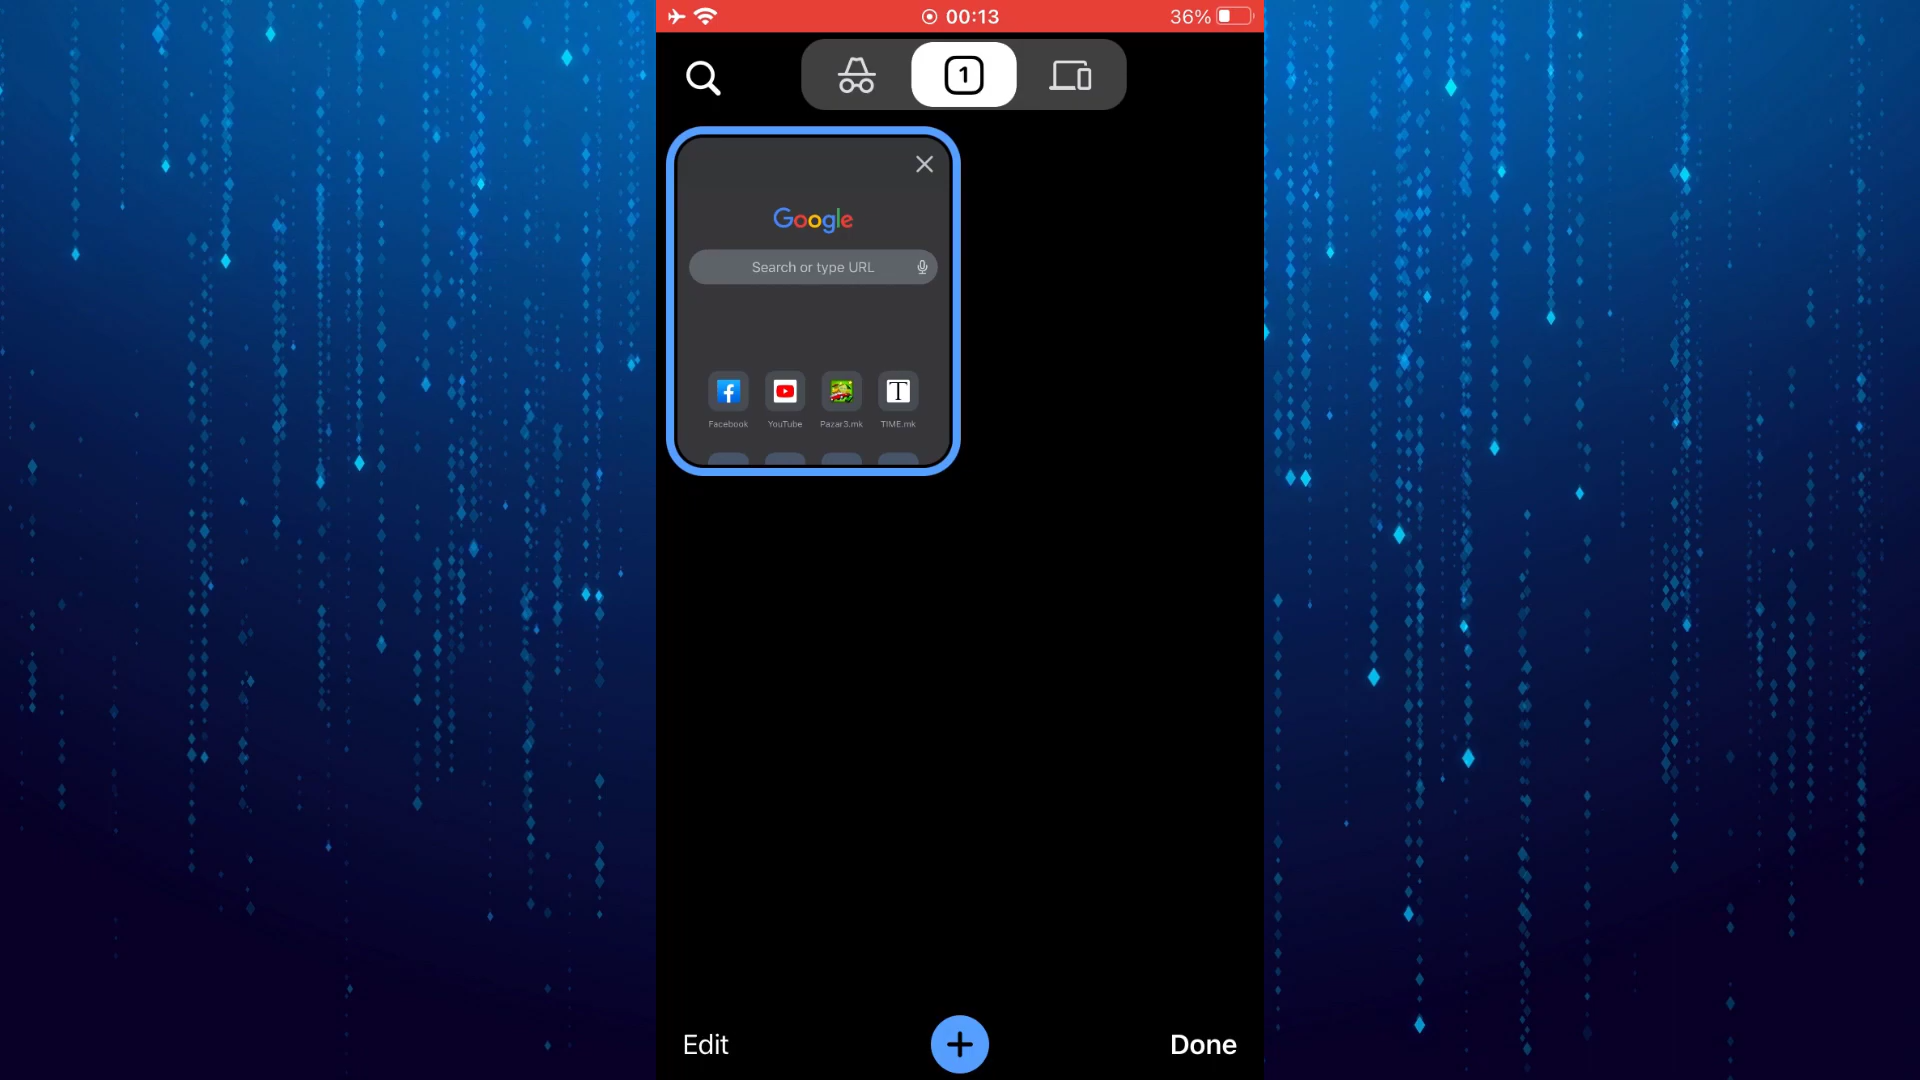 00:13 36%
1
Google
Search or type URL
Facebook YouTube Pazar3.mk TIME.mk
Edit Done